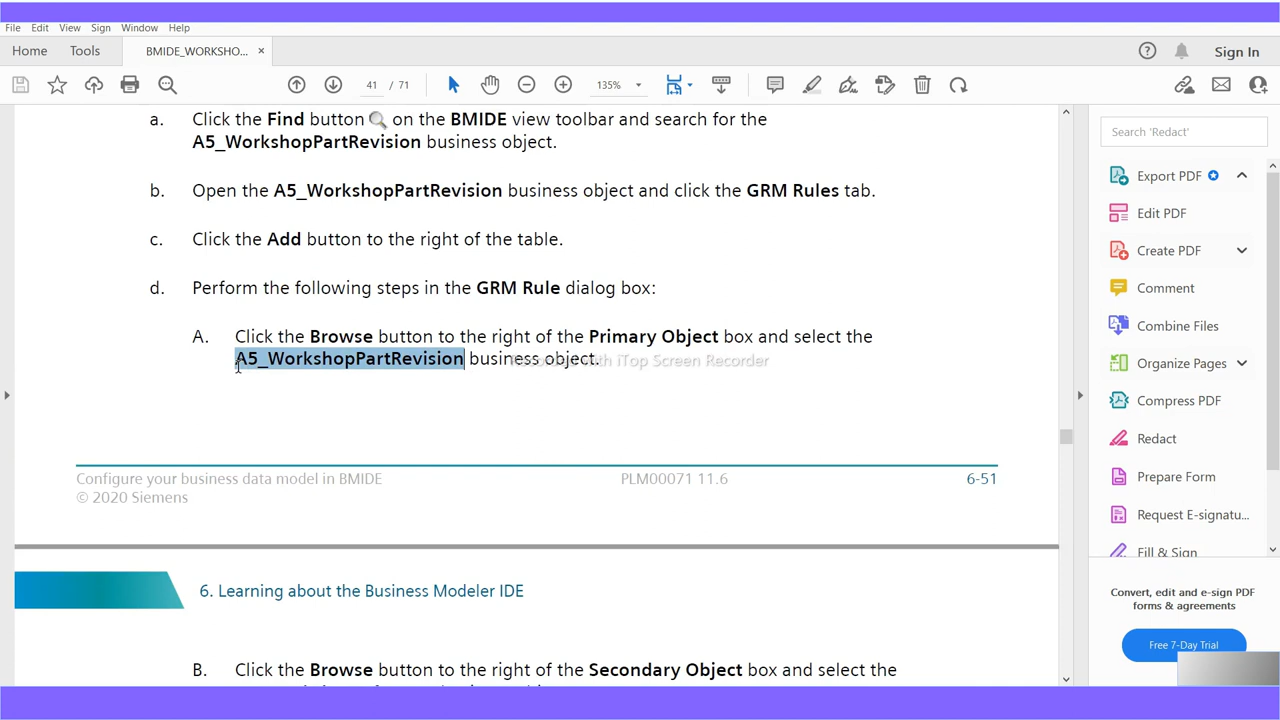 File Edit View Sign Window Help
Home Tools BMIDE_WORKSHO... × Sign In
41 / 71 135%
a. Click the Find button on the BMIDE view toolbar and search for the
A5_WorkshopPartRevision business object.
b. Open the A5_WorkshopPartRevision business object and click the GRM Rules tab.
c. Click the Add button to the right of the table.
d. Perform the following steps in the GRM Rule dialog box:
A. Click the Browse button to the right of the Primary Object box and select the
A5_WorkshopPartRevision business object.
Recorded with iTop Screen Recorder
Configure your business data model in BMIDE PLM00071 11.6 6-51
© 2020 Siemens
6. Learning about the Business Modeler IDE
B. Click the Browse button to the right of the Secondary Object box and select the
Search 'Redact'
Export PDF
Edit PDF
Create PDF
Comment
Combine Files
Organize Pages
Compress PDF
Redact
Prepare Form
Request E-signatu...
Fill & Sign
Convert, edit and e-sign PDF
forms & agreements
Free 7-Day Trial